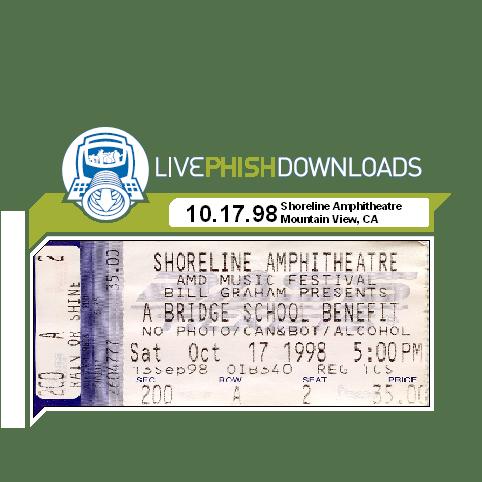 LIVEPHISHDOWNLOADS
10.17.98 Shoreline Amphitheatre
Mountain View, CA
SHORELINE AMPHITHEATRE
AMD MUSIC FESTIVAL
BILL GRAHAM PRESENTS
A BRIDGE SCHOOL BENEFIT
NO PHOTO/CAN&BOT/ALCOHOL
Sat Oct 17 1998 5:00PM
13Sep98 OIB340 REG TCS
SEC ROW SEAT PRICE
200 A 2 35.00
200 A
RAIN OR SHINE
35.00